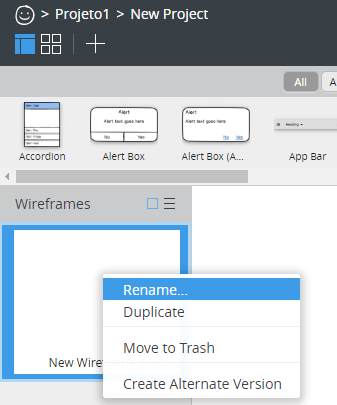 > Projeto1 > New Project
All
A
Alert
Alert text goes here
No Yes
Alert
Alert text goes here
No Yes
Accordion
Alert Box
Alert Box (A...
App Bar
Wireframes
Rename...
Duplicate
Move to Trash
Create Alternate Version
New Wire